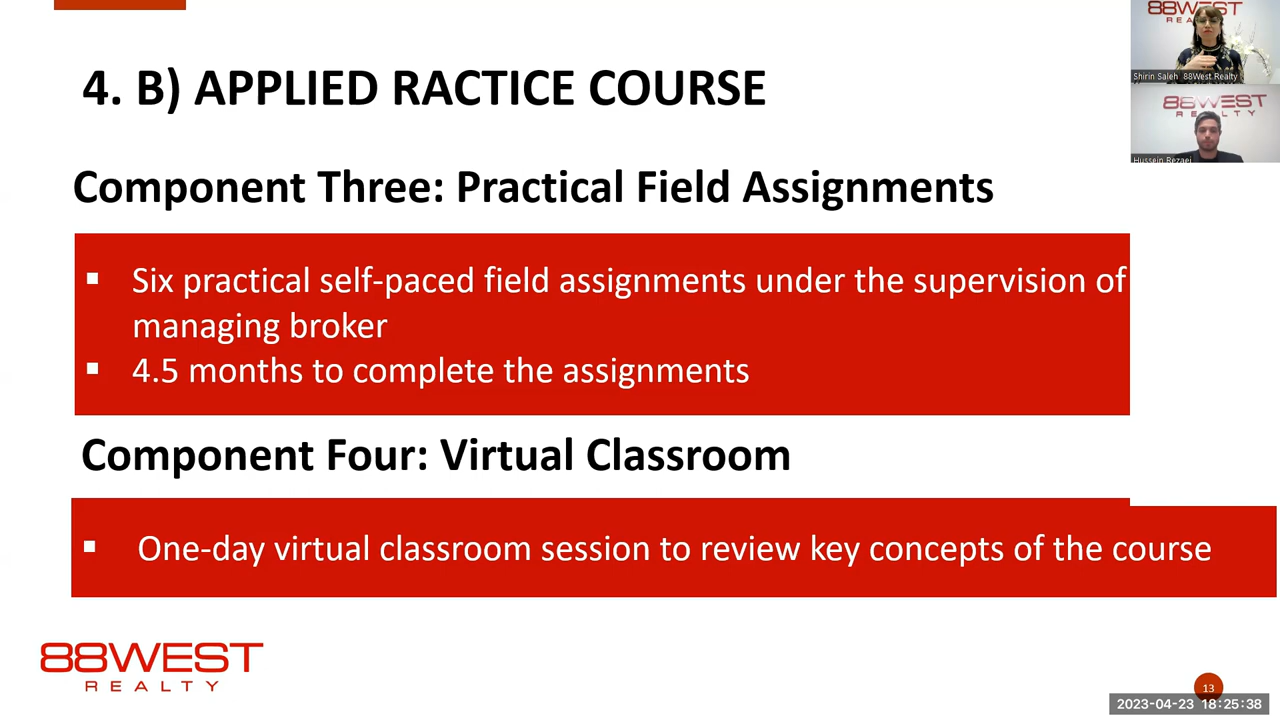 4. B) APPLIED RACTICE COURSE
Component Three: Practical Field Assignments
▪ Six practical self-paced field assignments under the supervision of
managing broker
▪ 4.5 months to complete the assignments
Component Four: Virtual Classroom
▪ One-day virtual classroom session to review key concepts of the course
88WEST
REALTY
13
2023-04-23 18:25:38
88WEST
Shirin Saleh 88West Realty
88WEST
REALTY
Hussein Rezaei